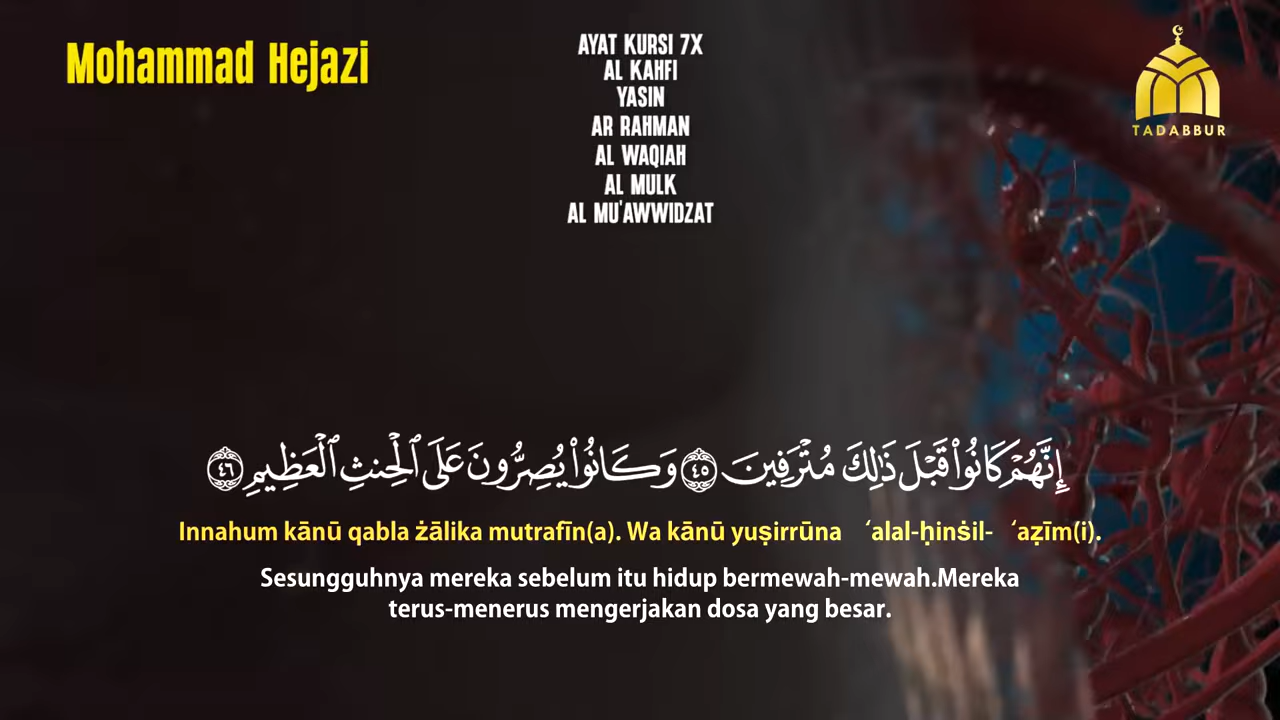 Mohammad Hejazi
AYAT KURSI 7X
AL KAHFI
YASIN
AR RAHMAN
AL WAQIAH
AL MULK
AL MU'AWWIDZAT
TADABBUR
إِنَّهُمْ كَانُوا۟ قَبْلَ ذَٰلِكَ مُتْرَفِينَ ٤٥ وَكَانُوا۟ يُصِرُّونَ عَلَى ٱلْحِنثِ ٱلْعَظِيمِ ٤٦
Innahum kānū qabla żālika mutrafīn(a). Wa kānū yuṣirrūna ‘alal-ḥinṡil- ‘aẓīm(i).
Sesungguhnya mereka sebelum itu hidup bermewah-mewah.Mereka
terus-menerus mengerjakan dosa yang besar.